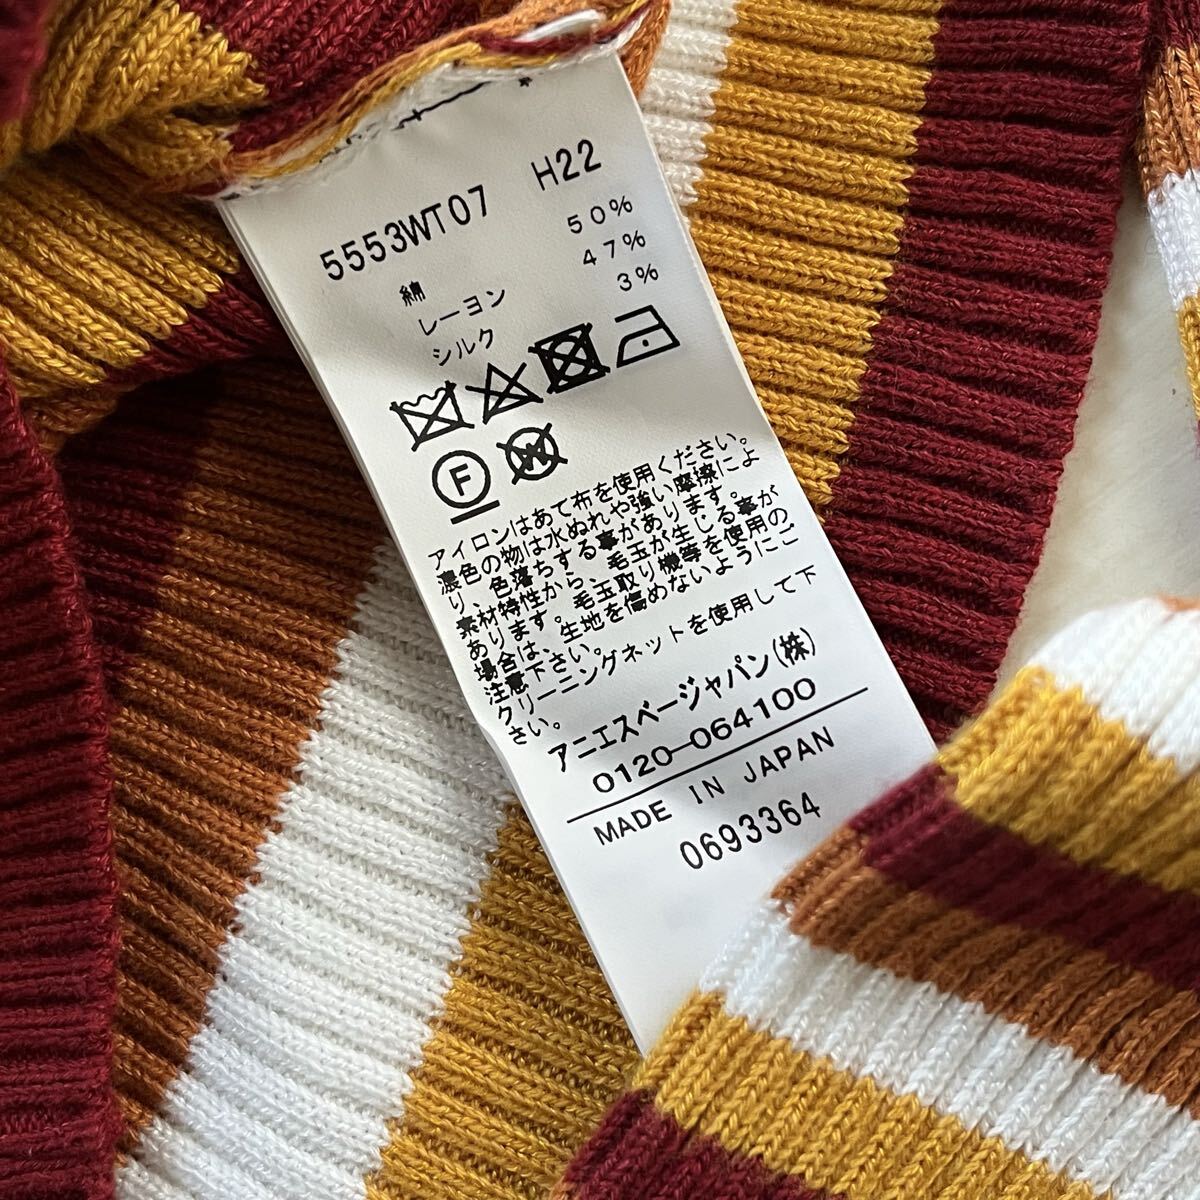 5553WT07 H22
綿 50%
レーヨン 47%
シルク 3%
F W
アイロンはあて布を使用ください。
濃色の物は水ぬれや強い摩擦によ
り、色落ちする事があります。
素材特性から、毛玉が生じる事が
あります。毛玉取り機等を使用の
場合は、生地を傷めないようにご
注意下さい。
クリーニングネットを使用して下
さい。
アニエスベージャパン(株)
0120-064100
MADE IN JAPAN
0693364